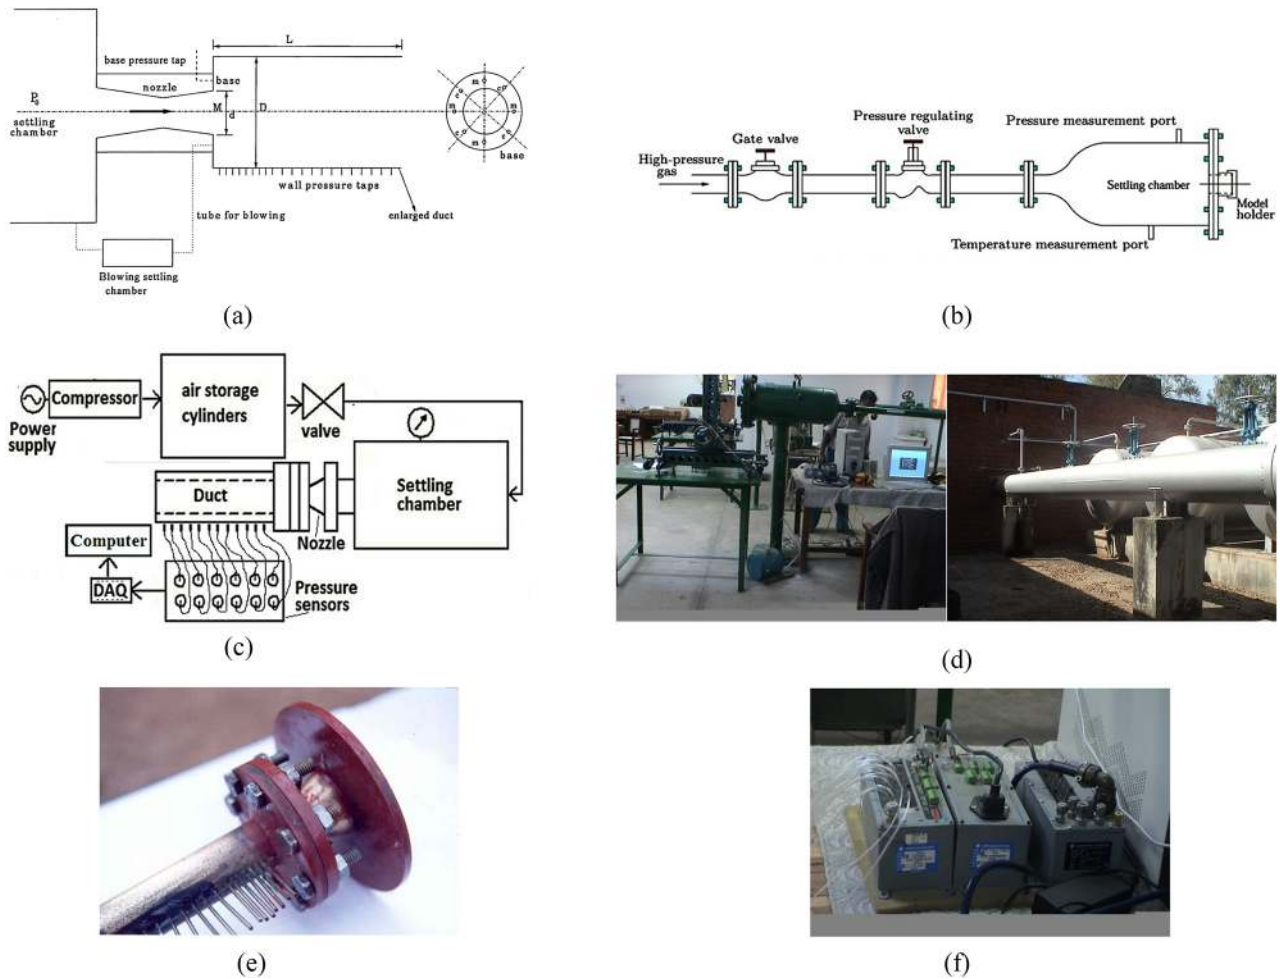 L
base pressure tap
base
nozzle
P₀
M
d
D
settling
chamber
m
c
c
m
m
c
c
m
base
wall pressure taps
tube for blowing
enlarged duct
Blowing settling
chamber
(a)
Pressure measurement port
Pressure regulating
valve
Gate valve
High-pressure
gas
Settling chamber
Model
holder
Temperature measurement port
(b)
Compressor
air storage
cylinders
Power
supply
valve
Duct
Settling
chamber
Nozzle
Computer
DAQ
Pressure
sensors
(c)
(d)
(e)
(f)